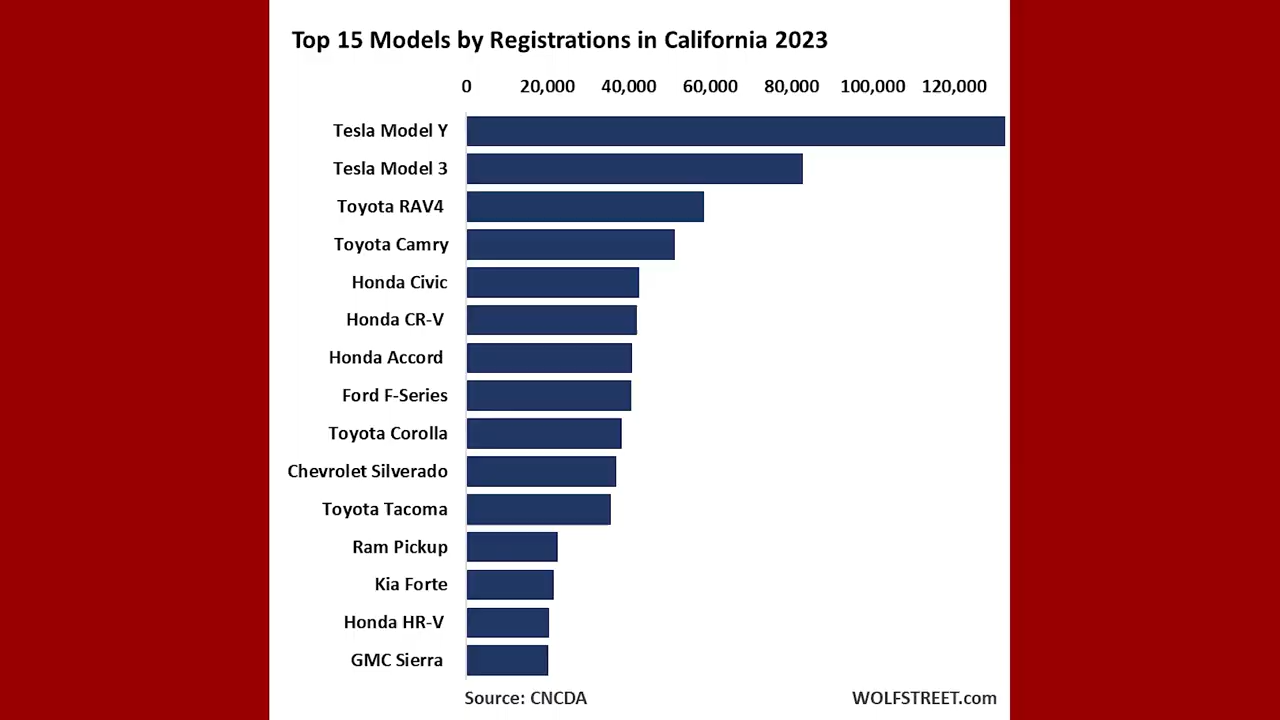 Top 15 Models by Registrations in California 2023
0 20,000 40,000 60,000 80,000 100,000 120,000
Tesla Model Y
Tesla Model 3
Toyota RAV4
Toyota Camry
Honda Civic
Honda CR-V
Honda Accord
Ford F-Series
Toyota Corolla
Chevrolet Silverado
Toyota Tacoma
Ram Pickup
Kia Forte
Honda HR-V
GMC Sierra
Source: CNCDA WOLFSTREET.com